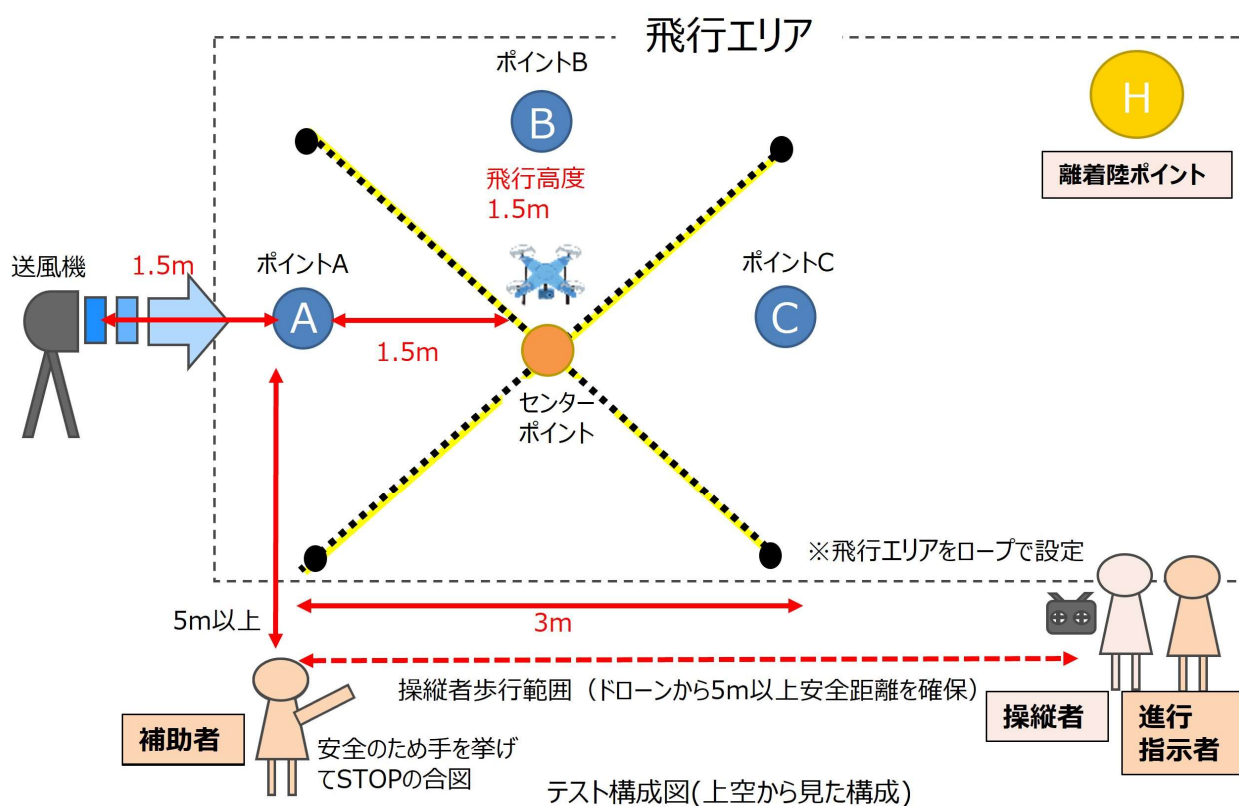 飛行エリア
ポイントB
B
H
飛行高度
1.5m
離着陸ポイント
送風機
1.5m
ポイントA
ポイントC
A
C
1.5m
センター
ポイント
※飛行エリアをロープで設定
5m以上
3m
操縦者歩行範囲（ドローンから5m以上安全距離を確保）
補助者
安全のため手を挙げ
てSTOPの合図
操縦者
進行
指示者
テスト構成図(上空から見た構成)